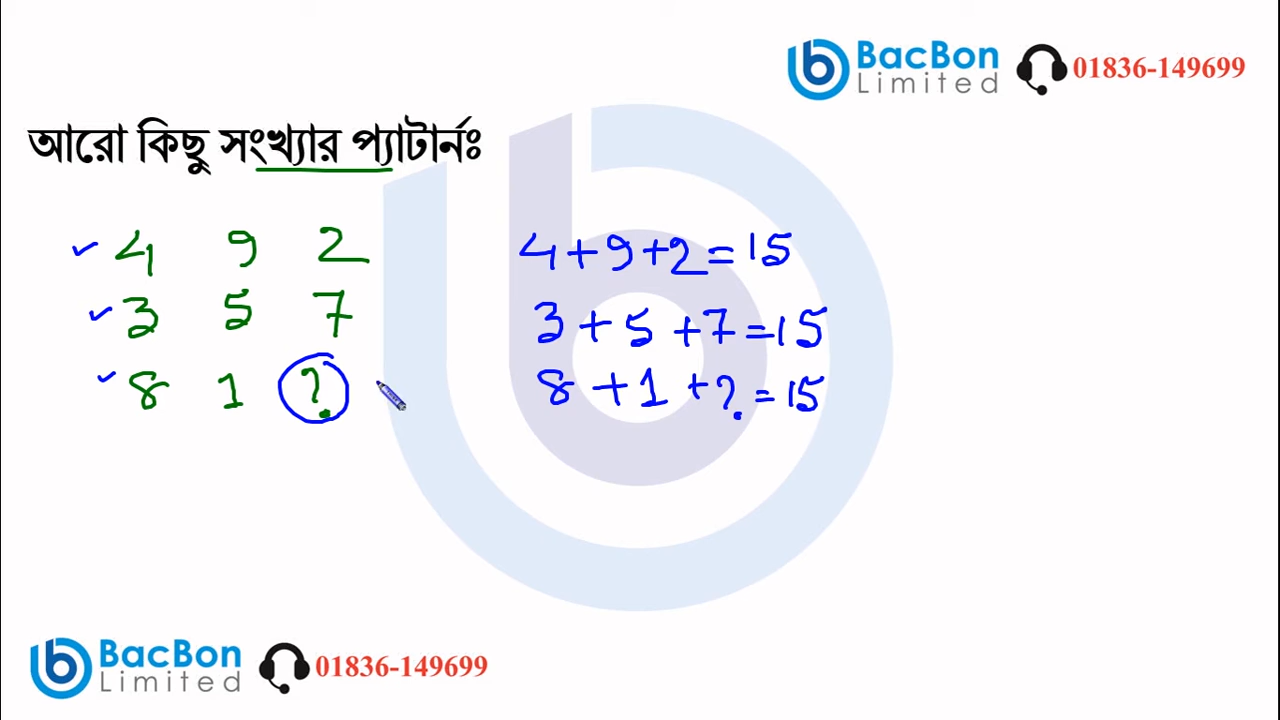 BacBon
Limited
01836-149699
আরো কিছু সংখ্যার প্যাটার্নঃ
4 9 2
4+9+2=15
3 5 7
3+5+7=15
8 1 ?
8+1+?=15
BacBon
Limited
01836-149699